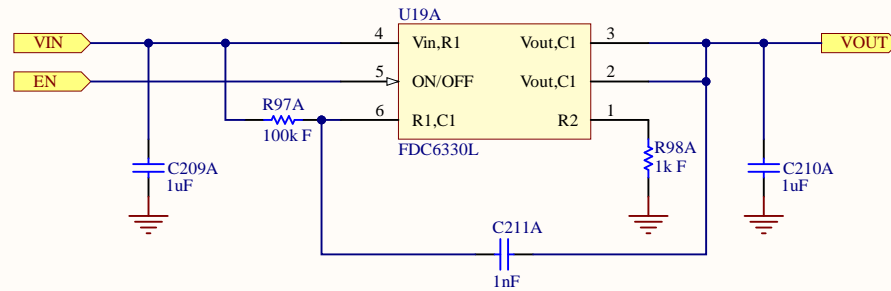 U19A
VIN
4
Vin,R1
Vout,C1
3
VOUT
EN
5
ON/OFF
Vout,C1
2
R97A
100k F
6
R1,C1
R2
1
FDC6330L
C209A
1uF
R98A
1k F
C210A
1uF
C211A
1nF